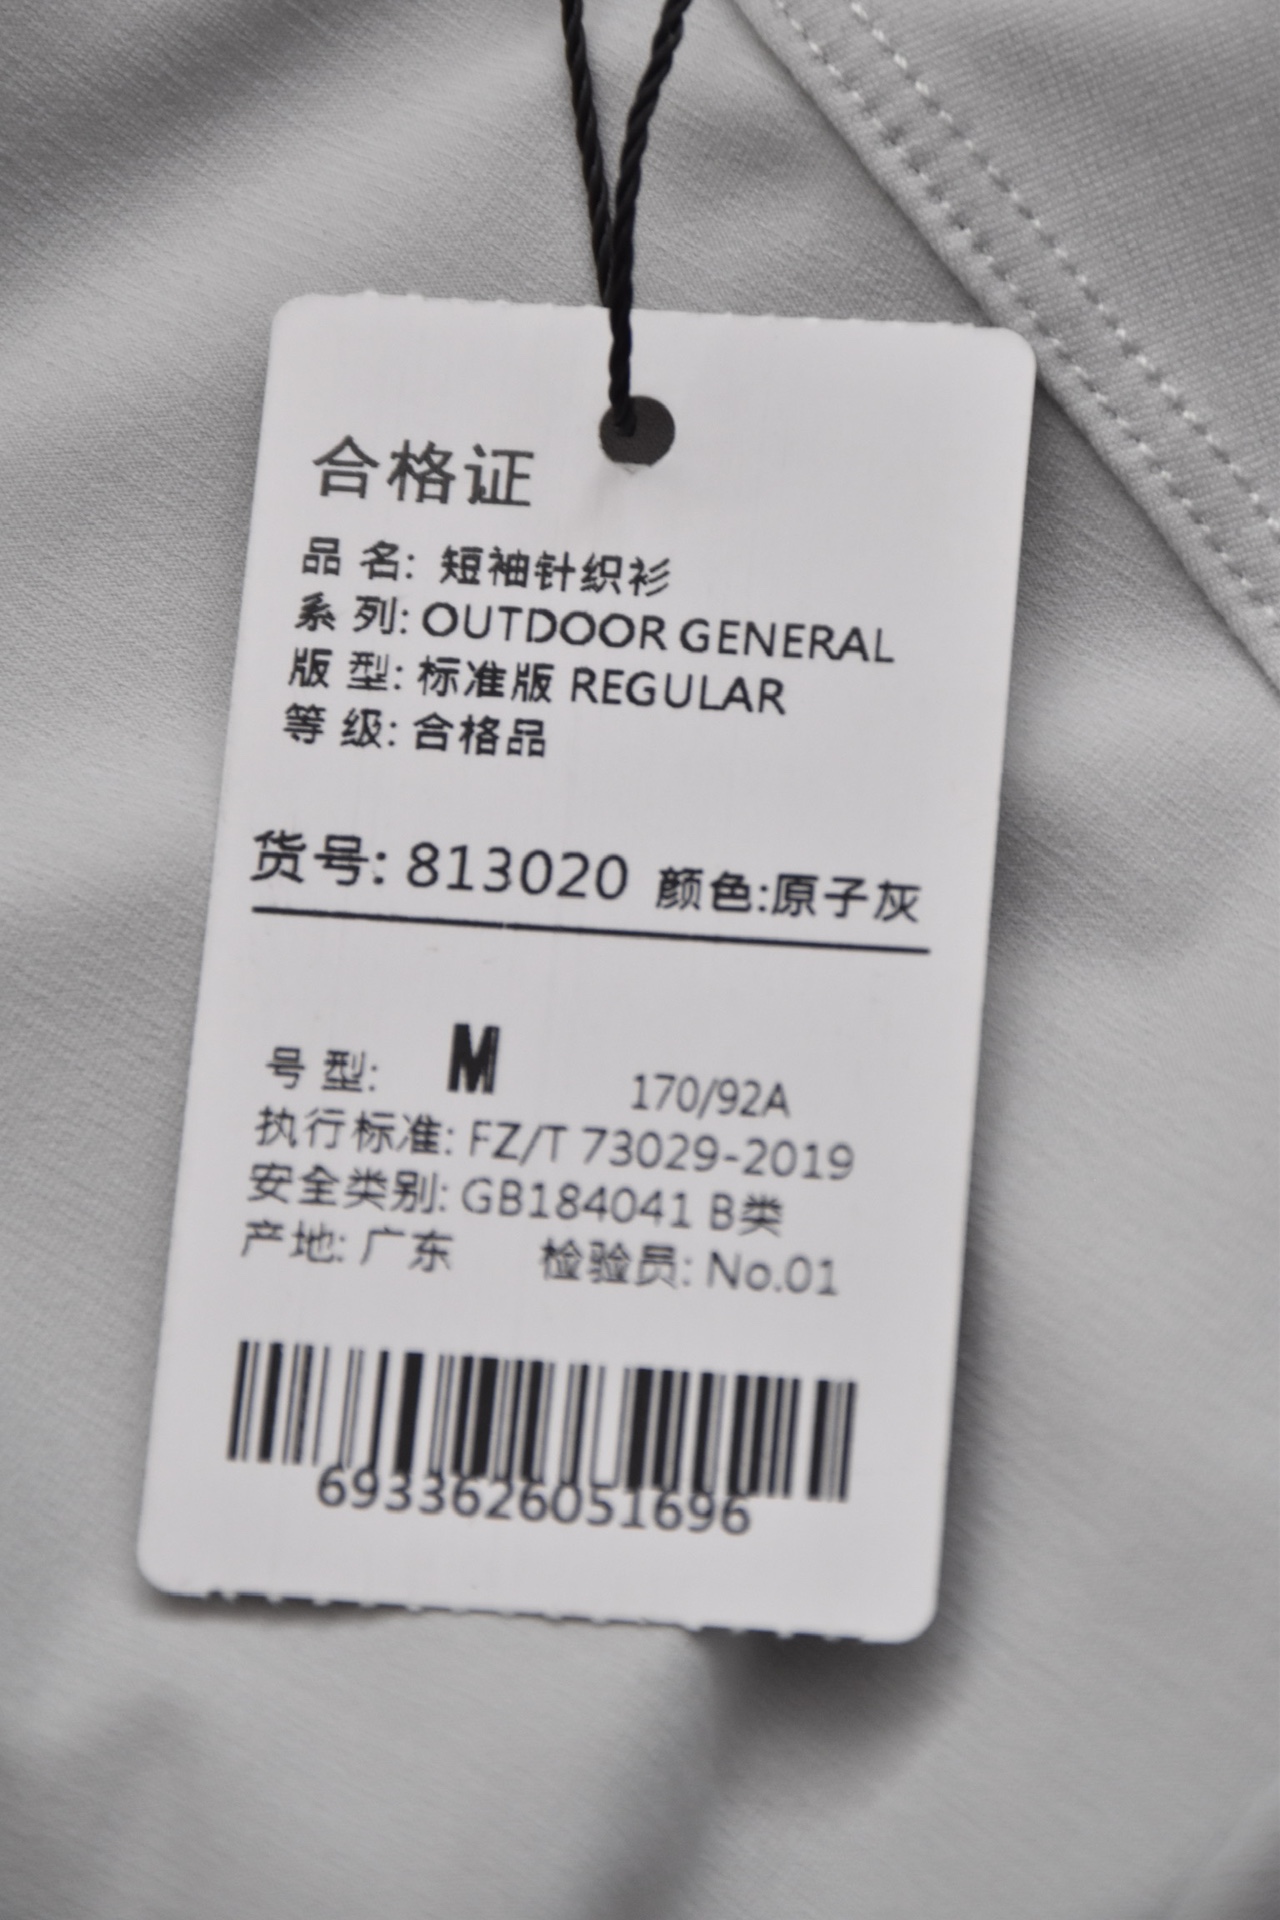 合格证
品 名: 短袖针织衫
系 列: OUTDOOR GENERAL
版 型: 标准版 REGULAR
等 级: 合格品
货号: 813020 颜色:原子灰
号 型: M 170/92A
执行标准: FZ/T 73029-2019
安全类别: GB184041 B类
产地: 广东 检验员: No.01
6933626051696